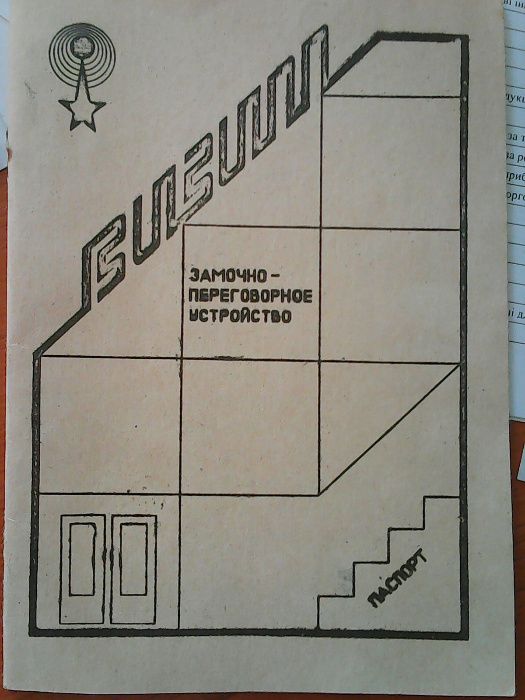 визит
ЗАМОЧНО –
ПЕРЕГОВОРНОЕ
УСТРОЙСТВО
ПАСПОРТ